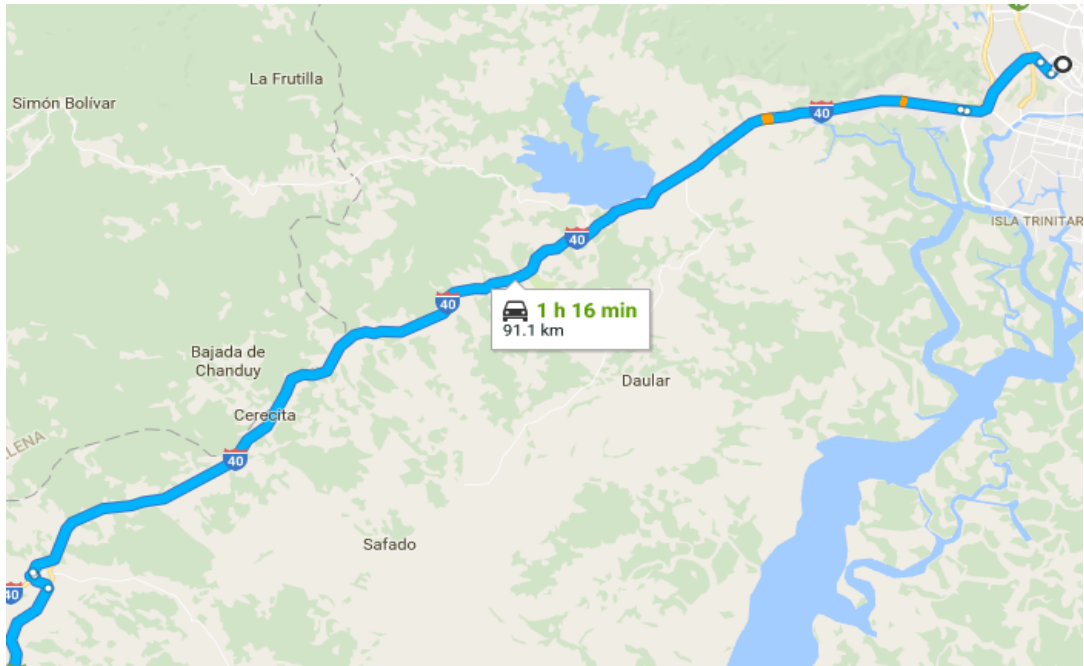 La Frutilla
Simón Bolívar
40
ISLA TRINITAR
40
40
1 h 16 min
91.1 km
Bajada de
Chanduy
Daular
Cerecita
ELENA
40
Safado
40